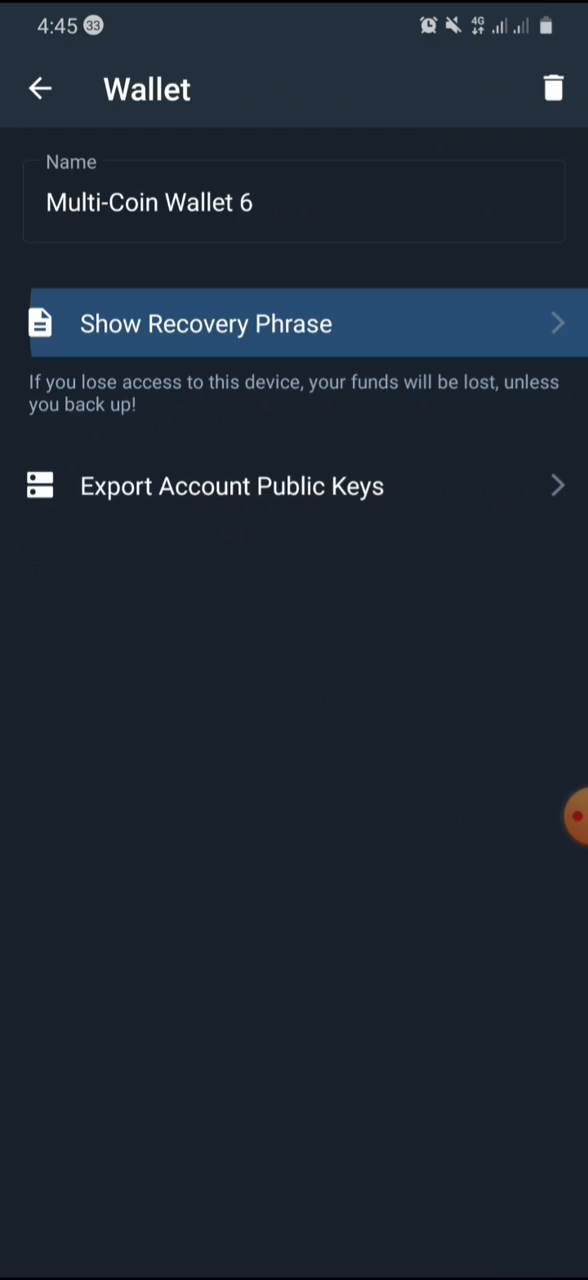 4:45 33 4G
Wallet
Name
Multi-Coin Wallet 6
Show Recovery Phrase
If you lose access to this device, your funds will be lost, unless
you back up!
Export Account Public Keys